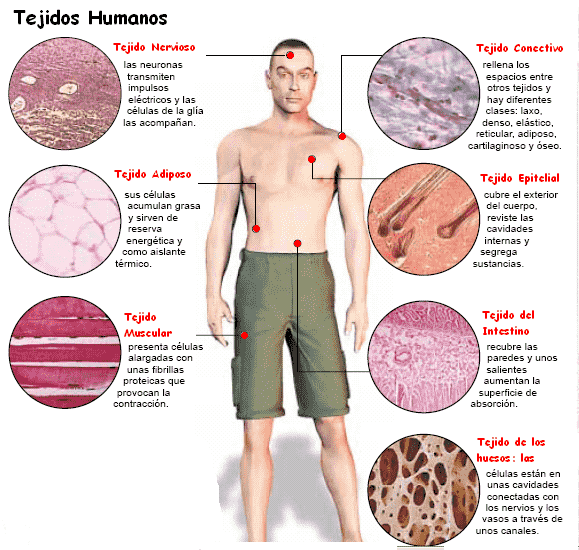 Tejidos Humanos
Tejido Nervioso
las neuronas
transmiten
impulsos
eléctricos y las
células de la glía
las acompañan.
Tejido Adiposo
sus células
acumulan grasa
y sirven de
reserva
energética y
como aislante
térmico.
Tejido
Muscular
presenta células
alargadas con
unas fibrillas
proteicas que
provocan la
contracción.
Tejido Conectivo
rellena los
espacios entre
otros tejidos y
hay diferentes
clases: laxo,
denso, elástico,
reticular, adiposo,
cartilaginoso y óseo.
Tejido Epitelial
cubre el exterior
del cuerpo,
reviste las
cavidades
internas y
segrega
sustancias.
Tejido del
Intestino
recubre las
paredes y unos
salientes
aumentan la
superficie de
absorción.
Tejido de los
huesos: las
células están en
unas cavidades
conectadas con
los nervios y los
vasos a través de
unos canales.